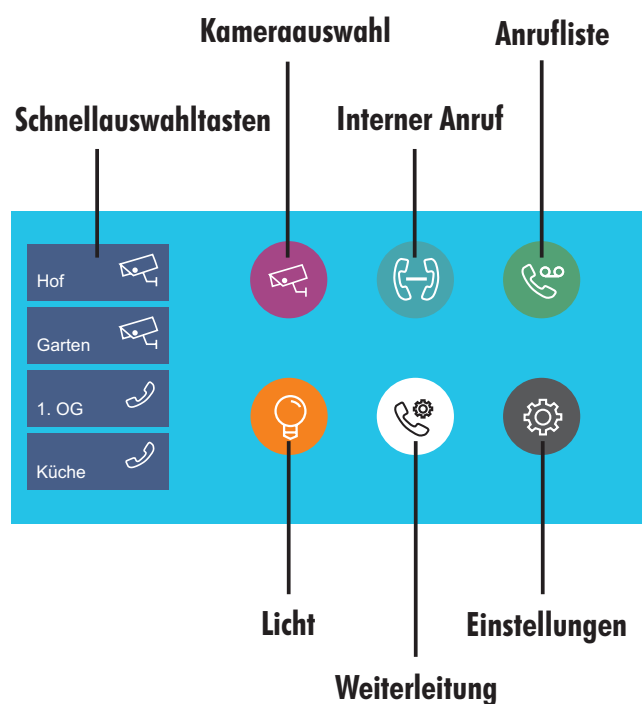 Kameraauswahl
Anrufliste
Schnellauswahltasten
Interner Anruf
Hof
Garten
1. OG
Küche
Licht
Einstellungen
Weiterleitung